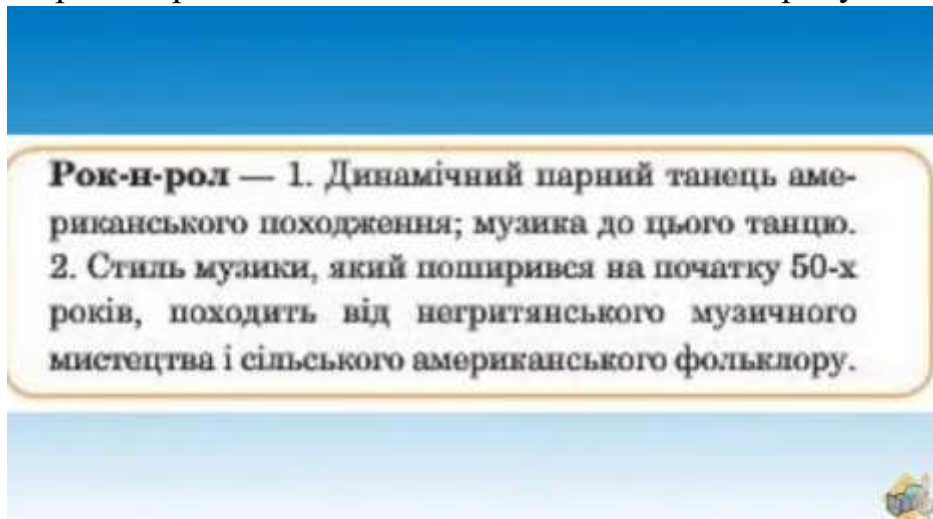 Рок-н-рол — 1. Динамічний парний танець аме-
риканського походження; музика до цього танцю.
2. Стиль музики, який поширився на початку 50-х
років, походить від негритянського музичного
мистецтва і сільського американського фольклору.